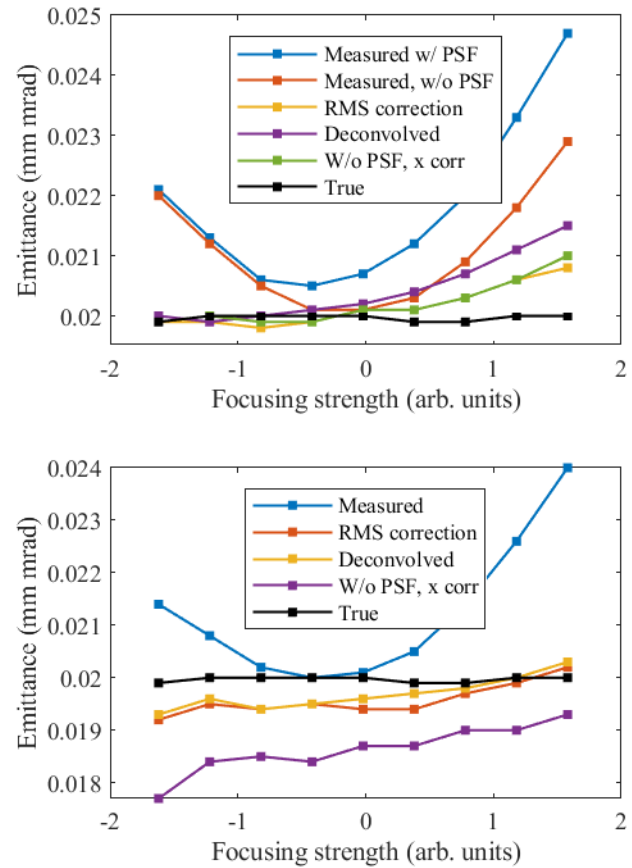 0.025
0.024
0.023
0.022
0.021
0.02
Emittance (mm mrad)
Measured w/ PSF
Measured, w/o PSF
RMS correction
Deconvolved
W/o PSF, x corr
True
-2 -1 0 1 2
Focusing strength (arb. units)
0.024
0.023
0.022
0.021
0.02
0.019
0.018
Emittance (mm mrad)
Measured
RMS correction
Deconvolved
W/o PSF, x corr
True
-2 -1 0 1 2
Focusing strength (arb. units)